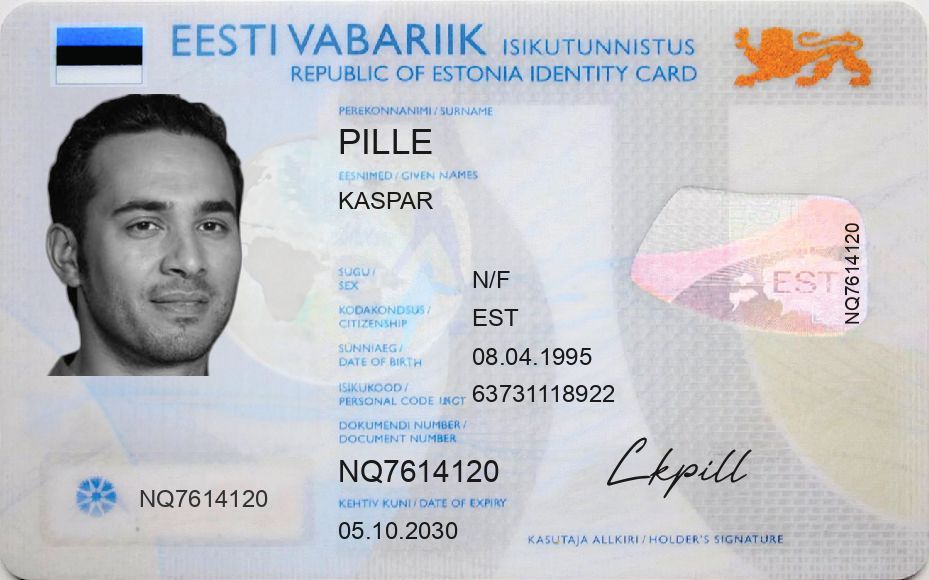 EESTI VABARIIK ISIKUTUNNISTUS
REPUBLIC OF ESTONIA IDENTITY CARD
PEREKONNANIMI / SURNAME
PILLE
EESNIMED / GIVEN NAMES
KASPAR
SUGU /
SEX
N/F
KODAKONDSUS /
CITIZENSHIP
EST
SÜNNIAEG /
DATE OF BIRTH
08.04.1995
ISIKUKOOD /
PERSONAL CODE
63731118922
DOKUMENDI NUMBER /
DOCUMENT NUMBER
NQ7614120
KEHTIV KUNI / DATE OF EXPIRY
05.10.2030
NQ7614120
EST
NQ7614120
Lkpill
KASUTAJA ALLKIRI / HOLDER'S SIGNATURE